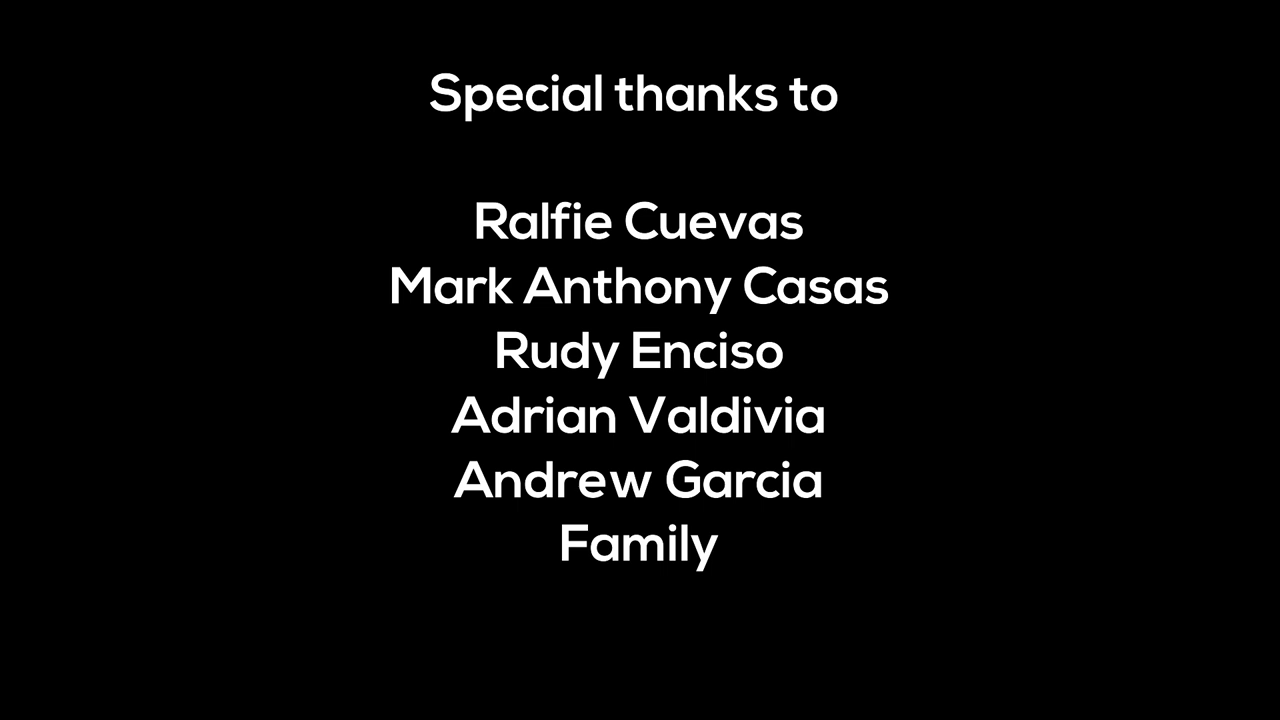 Special thanks to
Ralfie Cuevas
Mark Anthony Casas
Rudy Enciso
Adrian Valdivia
Andrew Garcia
Family